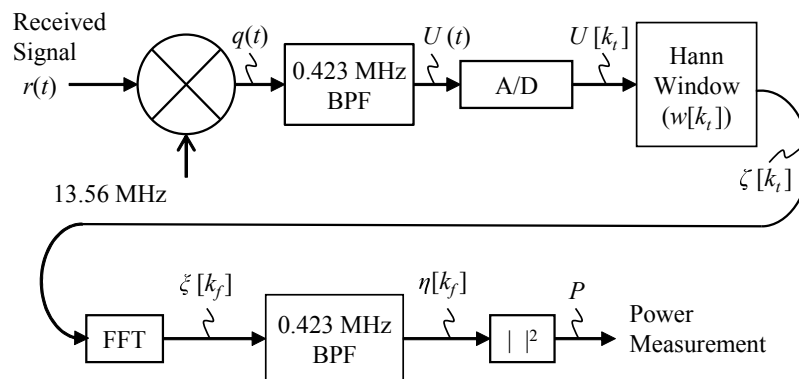 Received
Signal
r(t)
q(t)
0.423 MHz
BPF
U(t)
A/D
U[k_t]
Hann
Window
(w[k_t])
ζ[k_t]
13.56 MHz
FFT
ξ[k_f]
0.423 MHz
BPF
η[k_f]
| |²
P
Power
Measurement